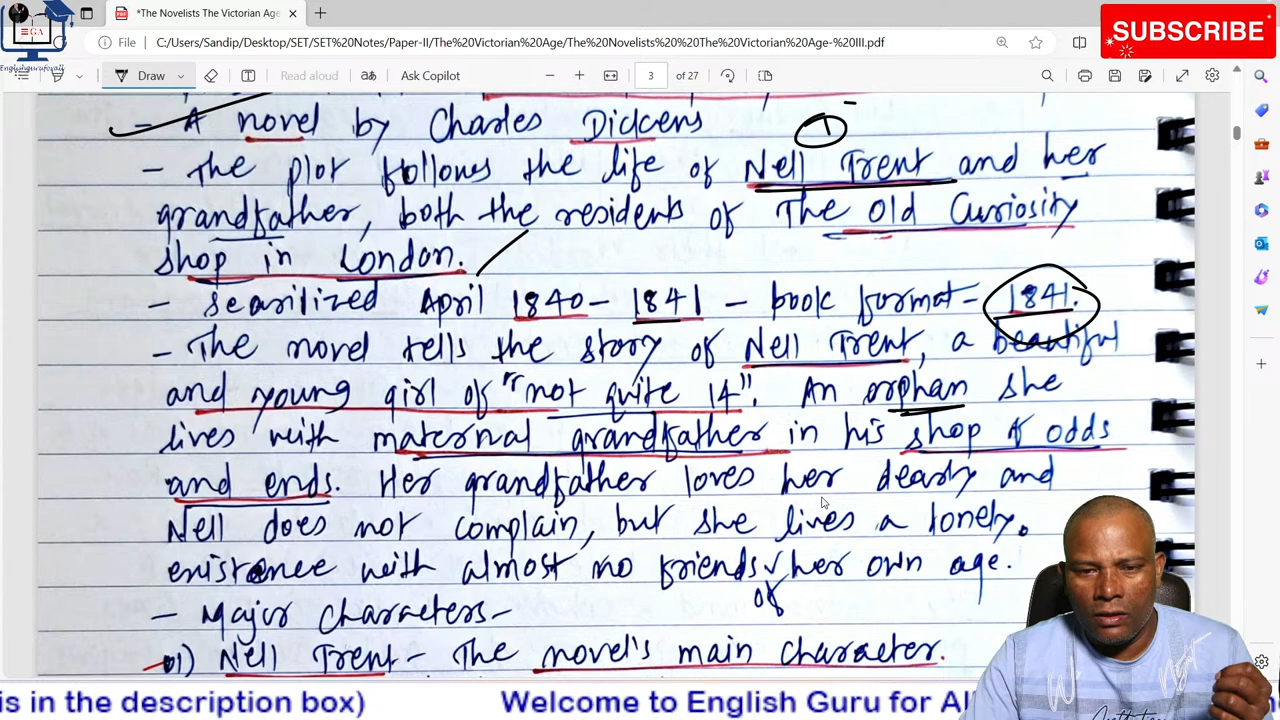 *The Novelists The Victorian Ag
EGA
Englishguruforall
File
C:/Users/Sandip/Desktop/SET/SET%20Notes/Paper-II/The%20Victorian%20Age/The%20Novelists%20%20The%20Victorian%20Age-%20III.pdf
SUBSCRIBE
Draw
Read aloud
Ask Copilot
3 of 27
- A novel by Charles Dickens
- The plot follows the life of Nell Trent and her
grandfather, both the residents of The Old Curiosity
shop in London.
- Searilized April 1840 - 1841 - book format - 1841.
- The novel tells the story of Nell Trent, a beautiful
and young girl of "not quite 14". An orphan she
lives with maternal grandfather in his shop of odds
and ends. Her grandfather loves her dearly and
Nell does not complain, but she lives a lonely.
existence with almost no friends of her own age.
- Major characters-
1) Nell Trent - The novel's main character.
is in the description box)
Welcome to English Guru for Al